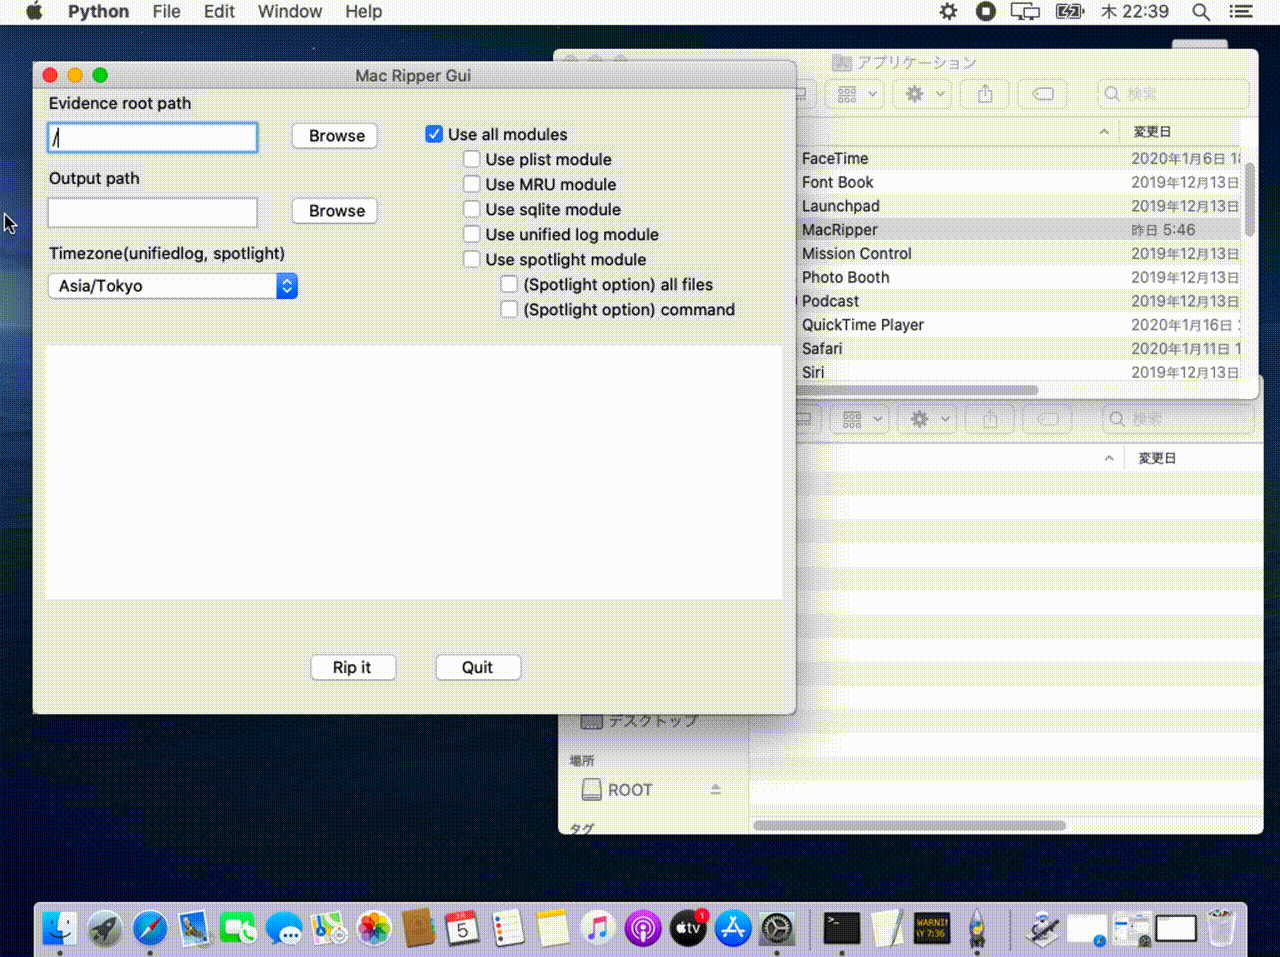 Python File Edit Window Help
木 22:39
Mac Ripper Gui
Evidence root path
/
Browse
Output path
Browse
Timezone(unifiedlog, spotlight)
Asia/Tokyo
Use all modules
Use plist module
Use MRU module
Use sqlite module
Use unified log module
Use spotlight module
(Spotlight option) all files
(Spotlight option) command
Rip it
Quit
アプリケーション
検索
変更日
FaceTime 2020年1月6日
Font Book 2019年12月13日
Launchpad 2019年12月13日
MacRipper 昨日 5:46
Mission Control 2019年12月13日
Photo Booth 2019年12月13日
Podcast 2019年12月13日
QuickTime Player 2020年1月16日
Safari 2020年1月11日
Siri 2019年12月13日
検索
変更日
デスクトップ
場所
ROOT
タグ
5
tv
1
>_
WARNI
Y 7:36